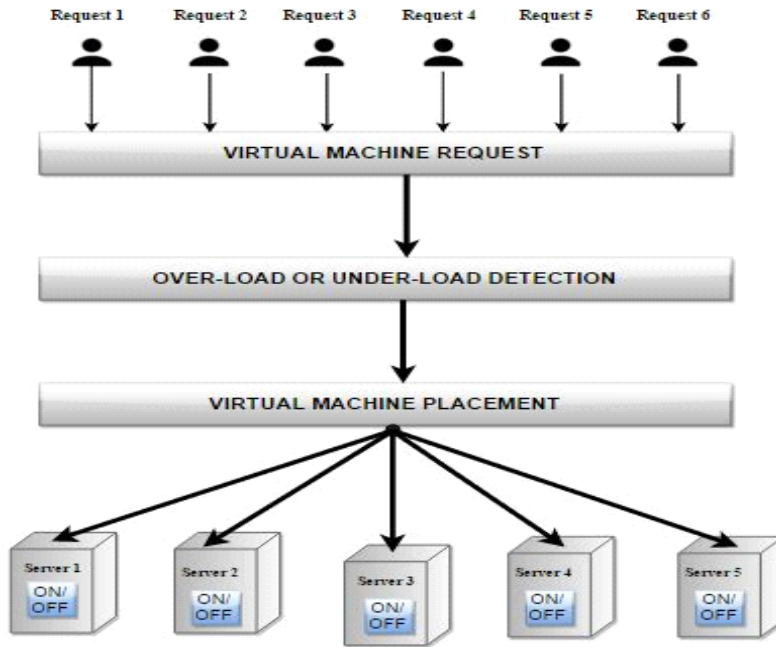 Request 1 Request 2 Request 3 Request 4 Request 5 Request 6
VIRTUAL MACHINE REQUEST
OVER-LOAD OR UNDER-LOAD DETECTION
VIRTUAL MACHINE PLACEMENT
Server 1
ON/
OFF
Server 2
ON/
OFF
Server 3
ON/
OFF
Server 4
ON/
OFF
Server 5
ON/
OFF